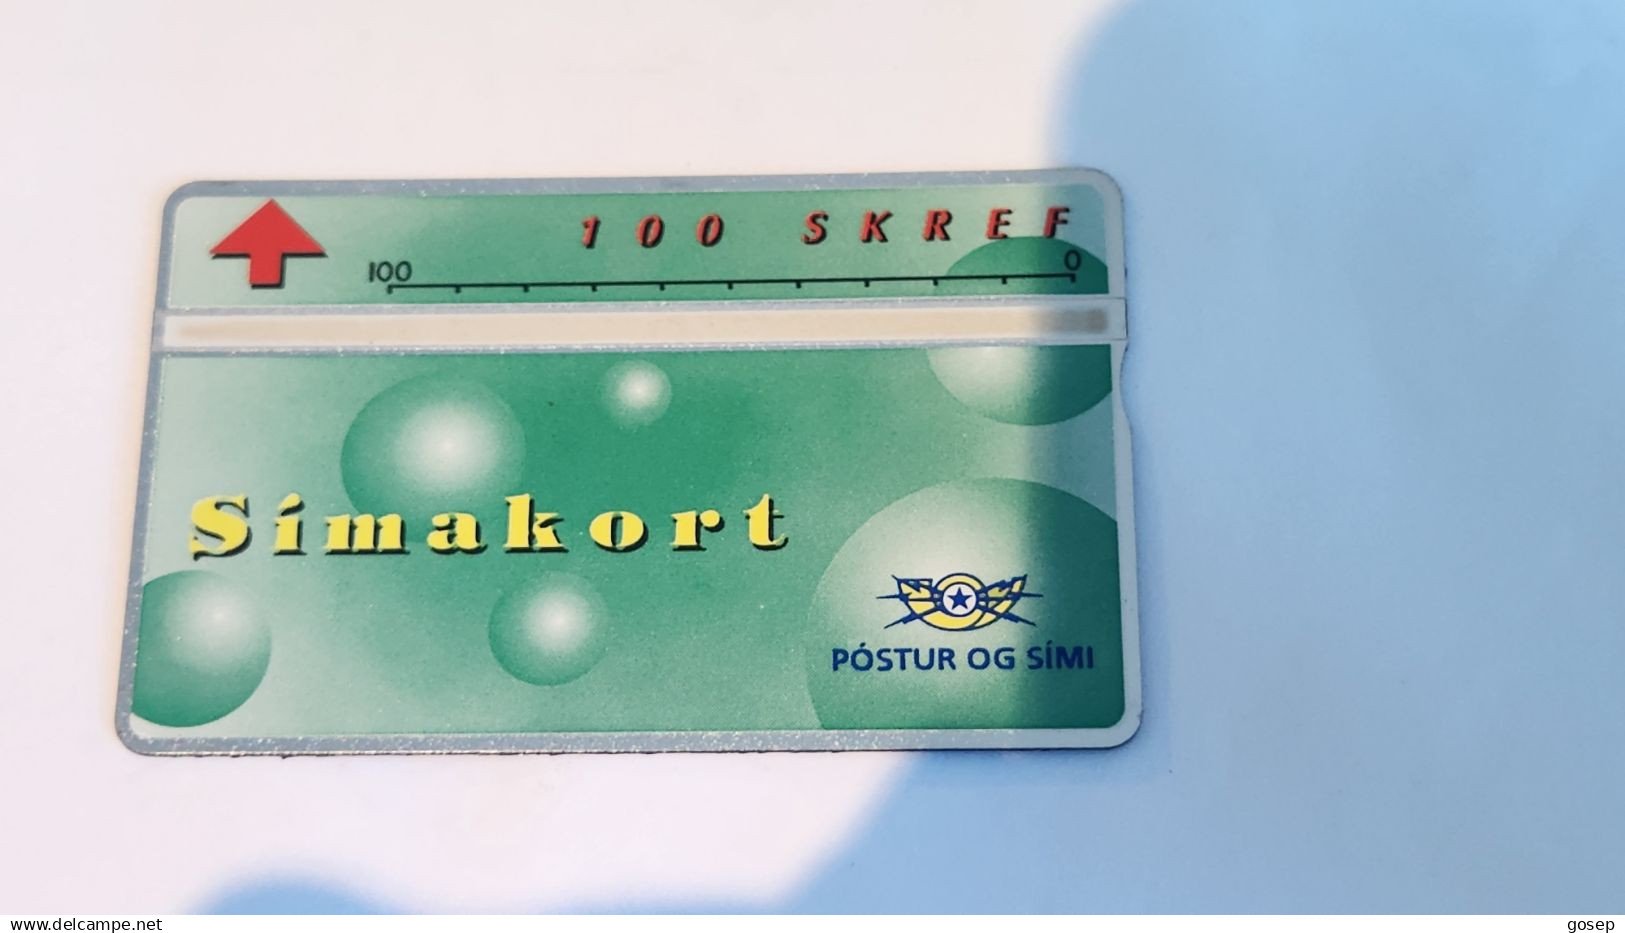 100 SKREF
100 0
Símakort
PÓSTUR OG SÍMI
www.delcampe.net
gosep